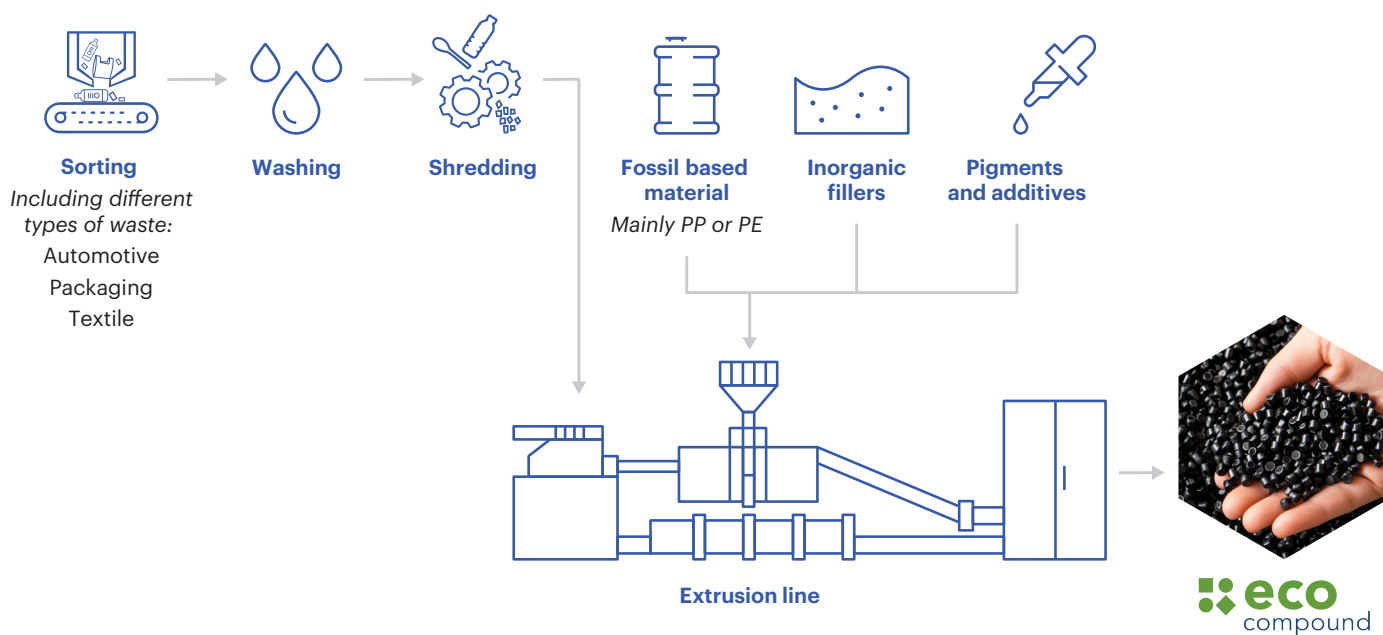 Sorting
Including different
types of waste:
Automotive
Packaging
Textile
Washing
Shredding
Fossil based
material
Mainly PP or PE
Inorganic
fillers
Pigments
and additives
Extrusion line
eco
compound